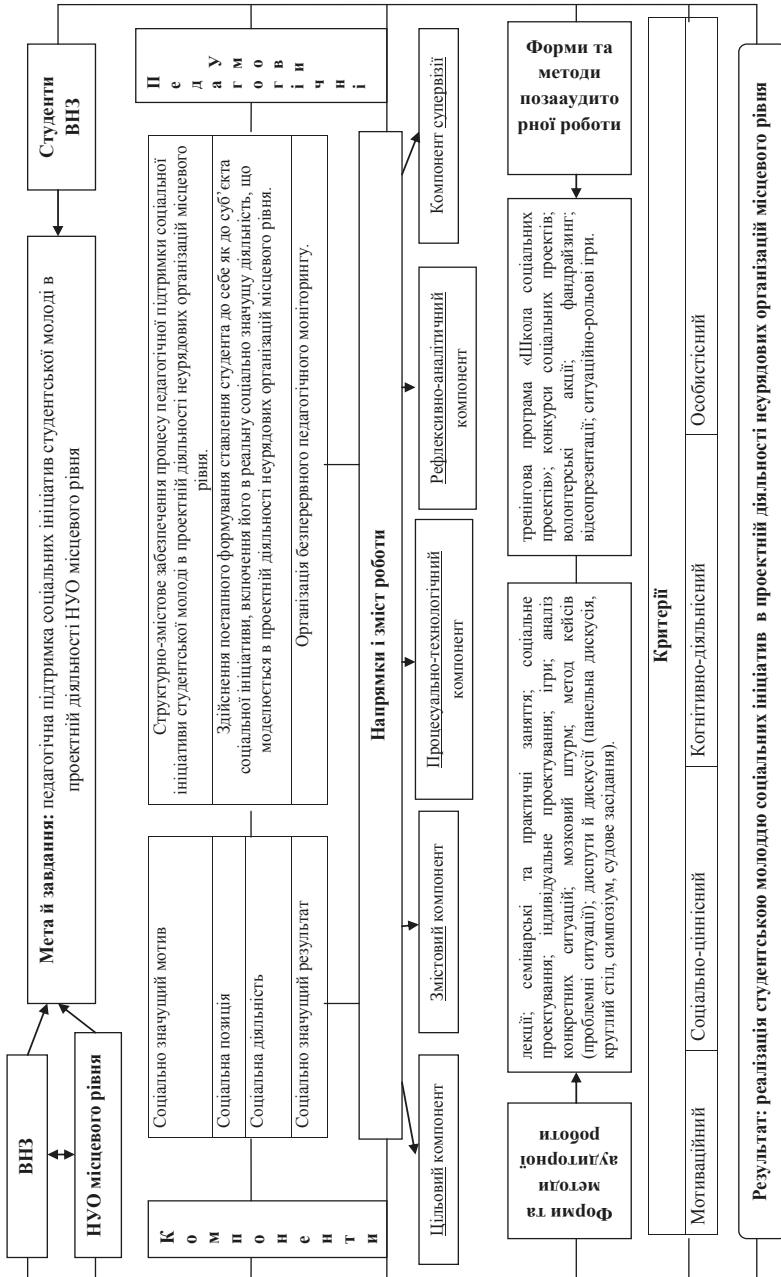 ВНЗ
НУО місцевого рівня
Мета й завдання: педагогічна підтримка соціальних ініціатив студентської молоді в
проектній діяльності НУО місцевого рівня
Студенти
ВНЗ
К
о
м
п
о
н
е
н
т
и
Соціально значущий мотив
Соціальна позиція
Соціальна діяльність
Соціально значущий результат
Структурно-змістове забезпечення процесу педагогічної підтримки соціальної
ініціативи студентської молоді в проектній діяльності неурядових організацій місцевого
рівня.
Здійснення поетапного формування ставлення студента до себе як до суб’єкта
соціальної ініціативи, включення його в реальну соціально значущу діяльність, що
моделюється в проектній діяльності неурядових організацій місцевого рівня.
Організація безперервного педагогічного моніторингу.
П
е
д у
а м
г о
о в
г и
і
ч
н
і
Напрямки і зміст роботи
Цільовий компонент
Змістовий компонент
Процесуально-технологічний
компонент
Рефлексивно-аналітичний
компонент
Компонент супервізії
Форми та
методи
аудиторної
роботи
лекції; семінарські та практичні заняття; соціальне
проектування; індивідуальне проектування; ігри; аналіз
конкретних ситуацій; мозковий штурм; метод кейсів
(проблемні ситуації); диспути й дискусії (панельна дискусія,
круглий стіл, симпозіум, судове засідання).
тренінгова програма «Школа соціальних
проектів»; конкурси соціальних проектів;
волонтерські акції; фандрайзинг;
відеопрезентації; ситуаційно-рольові ігри.
Форми та
методи
позааудито
рної роботи
Критерії
Мотиваційний
Соціально-ціннісний
Когнітивно-діяльнісний
Особистісний
Результат: реалізація студентською молоддю соціальних ініціатив в проектній діяльності неурядових організацій місцевого рівня